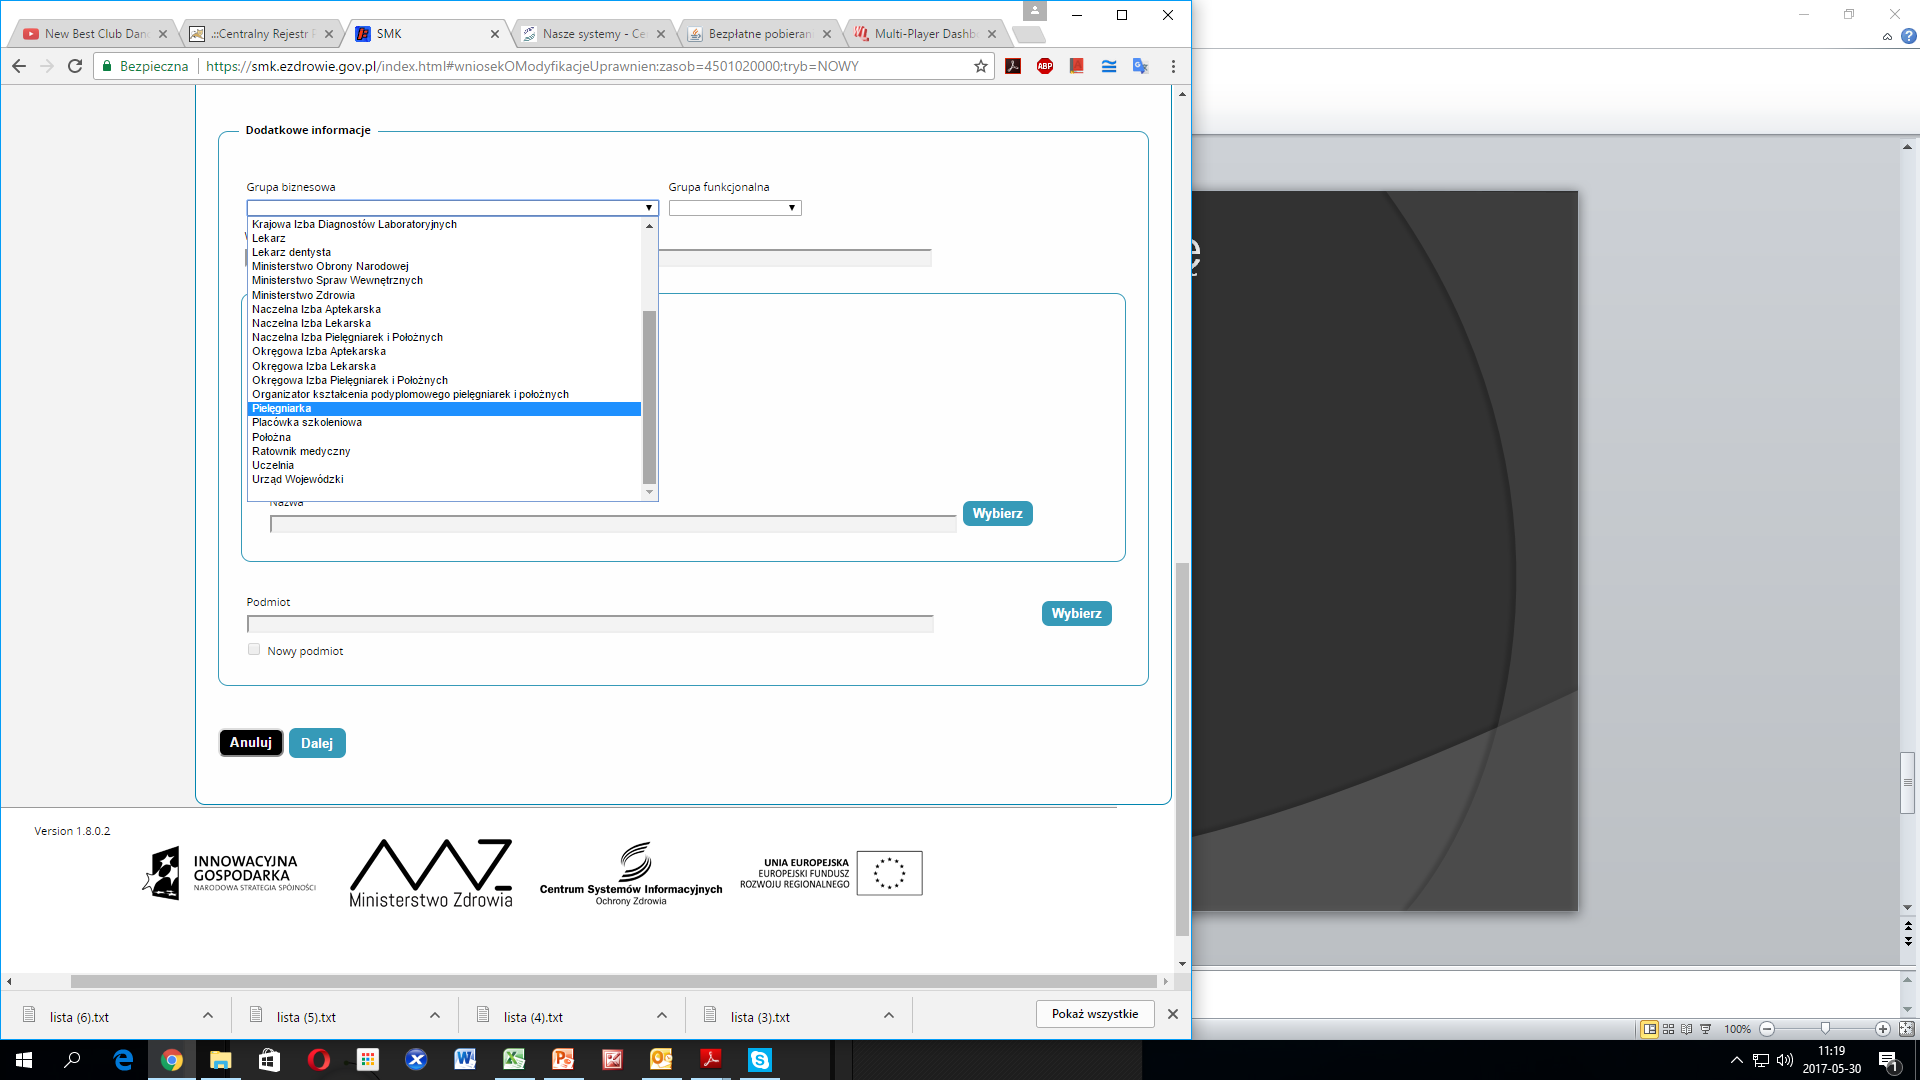 New Best Club Dan
.::Centralny Rejestr
SMK
Nasze systemy - Ce
Bezpłatne pobieran
Multi-Player Dashb
Bezpieczna
https://smk.ezdrowie.gov.pl/index.html#wniosekOModyfikacjeUprawnien:zasob=4501020000;tryb=NOWY
ABP
Dodatkowe informacje
Grupa biznesowa
Grupa funkcjonalna
Krajowa Izba Diagnostów Laboratoryjnych
Lekarz
Lekarz dentysta
Ministerstwo Obrony Narodowej
Ministerstwo Spraw Wewnętrznych
Ministerstwo Zdrowia
Naczelna Izba Aptekarska
Naczelna Izba Lekarska
Naczelna Izba Pielęgniarek i Położnych
Okręgowa Izba Aptekarska
Okręgowa Izba Lekarska
Okręgowa Izba Pielęgniarek i Położnych
Organizator kształcenia podyplomowego pielęgniarek i położnych
Pielęgniarka
Placówka szkoleniowa
Położna
Ratownik medyczny
Uczelnia
Urząd Wojewódzki
ę
Nazwa
Wybierz
Podmiot
Wybierz
Nowy podmiot
Anuluj
Dalej
Version 1.8.0.2
INNOWACYJNA
GOSPODARKA
NARODOWA STRATEGIA SPÓJNOŚCI
Ministerstwo Zdrowia
Centrum Systemów Informacyjnych
Ochrony Zdrowia
UNIA EUROPEJSKA
EUROPEJSKI FUNDUSZ
ROZWOJU REGIONALNEGO
lista (6).txt
lista (5).txt
lista (4).txt
lista (3).txt
Pokaż wszystkie
100%
11:19
2017-05-30
1